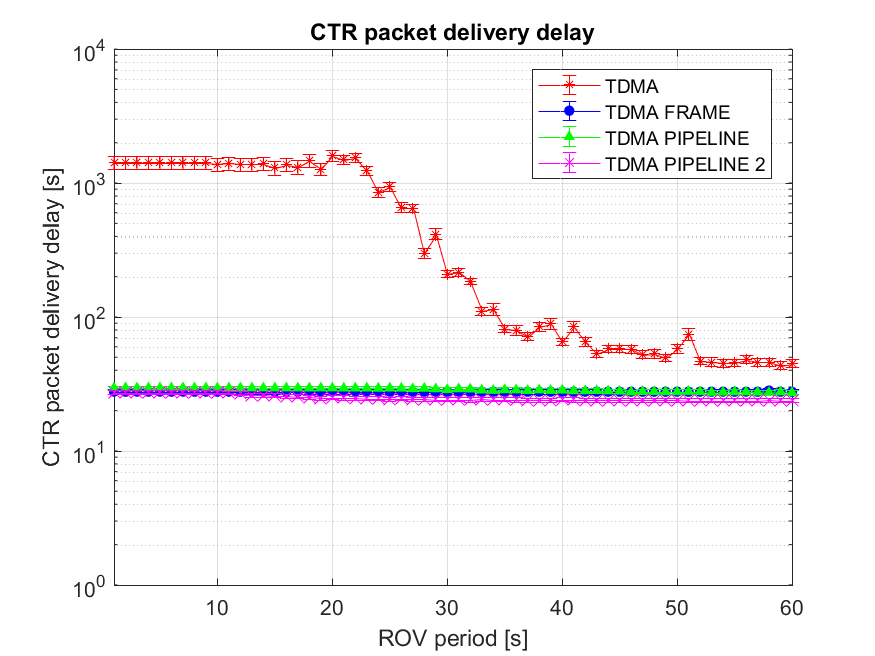 CTR packet delivery delay
10^4
10^3
10^2
10^1
10^0
CTR packet delivery delay [s]
TDMA
TDMA FRAME
TDMA PIPELINE
TDMA PIPELINE 2
10 20 30 40 50 60
ROV period [s]